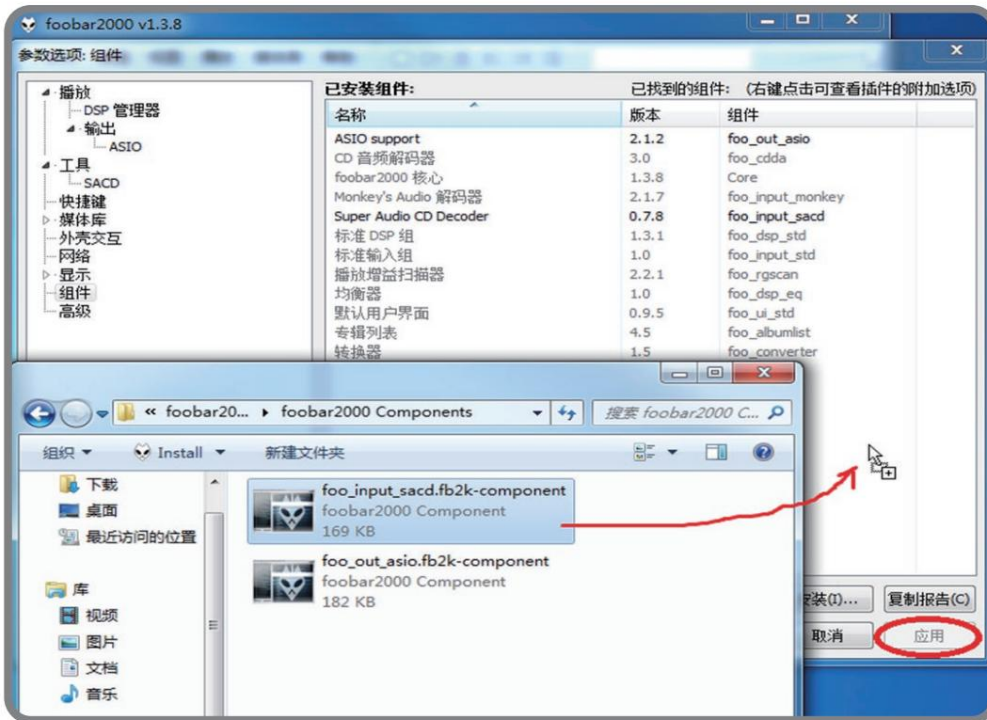 foobar2000 v1.3.8
参数选项: 组件
播放
DSP 管理器
输出
ASIO
工具
SACD
快捷键
媒体库
外壳交互
网络
显示
组件
高级
已安装组件: 已找到的组件: (右键点击可查看插件的附加选项)
名称 版本 组件
ASIO support 2.1.2 foo_out_asio
CD 音频解码器 3.0 foo_cdda
foobar2000 核心 1.3.8 Core
Monkey's Audio 解码器 2.1.7 foo_input_monkey
Super Audio CD Decoder 0.7.8 foo_input_sacd
标准 DSP 组 1.3.1 foo_dsp_std
标准输入组 1.0 foo_input_std
播放增益扫描器 2.2.1 foo_rgscan
均衡器 1.0 foo_dsp_eq
默认用户界面 0.9.5 foo_ui_std
专辑列表 4.5 foo_albumlist
转换器 1.5 foo_converter
« foobar20... ▸ foobar2000 Components 搜索 foobar2000 C...
组织 Install 新建文件夹
下载
桌面
最近访问的位置
库
视频
图片
文档
音乐
foo_input_sacd.fb2k-component
foobar2000 Component
169 KB
foo_out_asio.fb2k-component
foobar2000 Component
182 KB
装(I)... 复制报告(C)
取消 应用